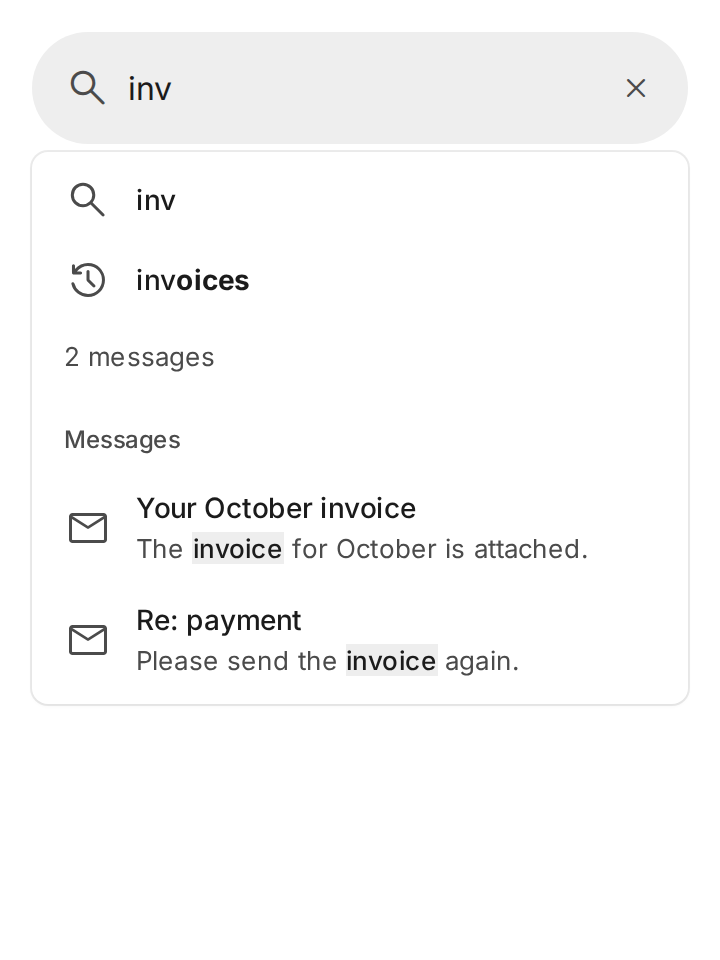 inv
inv
invoices
2 messages
Messages
Your October invoice
The invoice for October is attached.
Re: payment
Please send the invoice again.